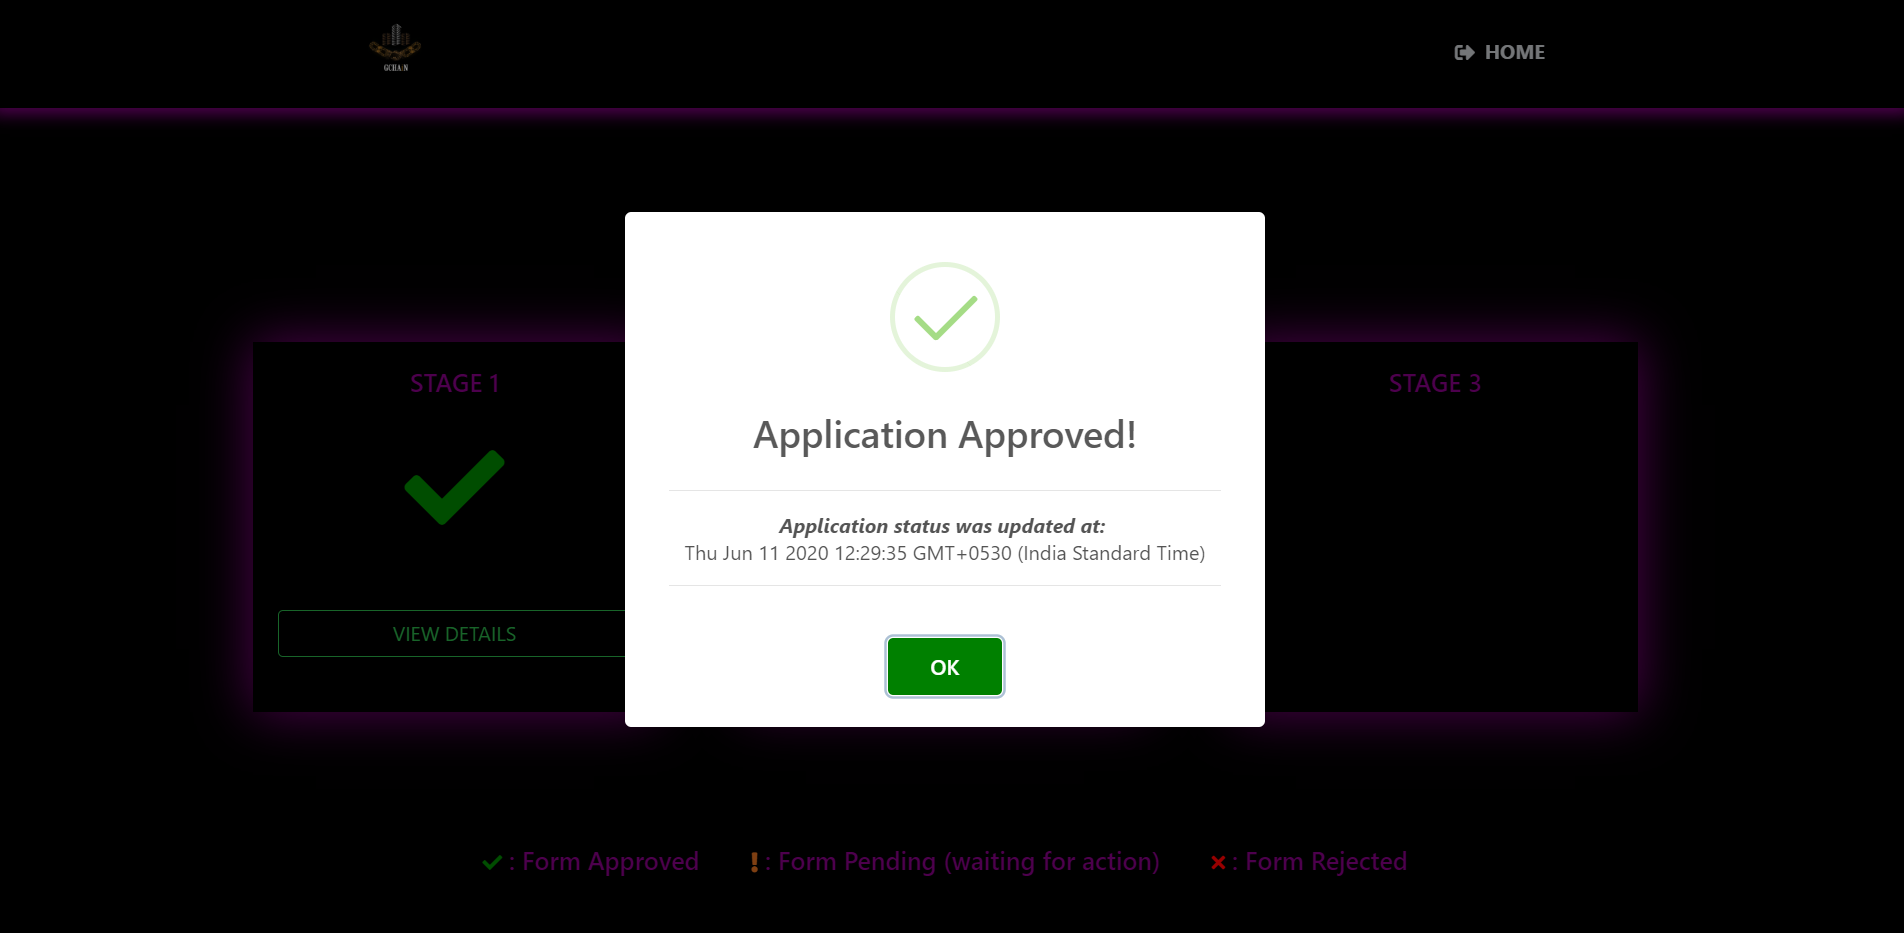 GCHAIN
HOME
STAGE 1
STAGE 3
Application Approved!
Application status was updated at:
Thu Jun 11 2020 12:29:35 GMT+0530 (India Standard Time)
VIEW DETAILS
OK
: Form Approved
: Form Pending (waiting for action)
: Form Rejected